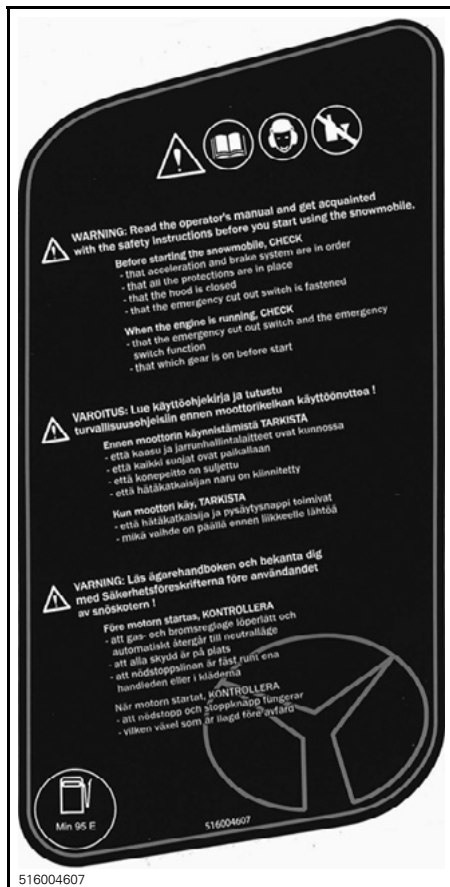 WARNING: Read the operator's manual and get acquainted
with the safety instructions before you start using the snowmobile.
Before starting the snowmobile, CHECK
- that acceleration and brake system are in order
- that all the protections are in place
- that the hood is closed
- that the emergency cut out switch is fastened
When the engine is running, CHECK
- that the emergency cut out switch and the emergency
switch function
- that which gear is on before start
VAROITUS: Lue käyttöohjekirja ja tutustu
turvallisuusohjeisiin ennen moottorikelkan käyttöönottoa !
Ennen moottorin käynnistämistä TARKISTA
- että kaasu ja jarrunhallintalaitteet ovat kunnossa
- että kaikki suojat ovat paikallaan
- että konepeitto on suljettu
- että hätäkatkaisijan naru on kiinnitetty
Kun moottori käy, TARKISTA
- että hätäkatkaisija ja pysäytysnappi toimivat
- mikä vaihde on päällä ennen liikkeelle lähtöä
VARNING: Läs ägarehandboken och bekanta dig
med Säkerhetsföreskrifterna före användandet
av snöskotern !
Före motorn startas, KONTROLLERA
- att gas- och bromsreglage löperlätt och
automatiskt återgår till neutralläge
- att alla skydd är på plats
- att nödstoppslinan är fäst runt ena
handleden eller i kläderna
När motorn startat, KONTROLLERA
- att nödstopp och stoppknapp fungerar
- vilken växel som är ilagd före avfärd
Min 95 E
516004607
516004607